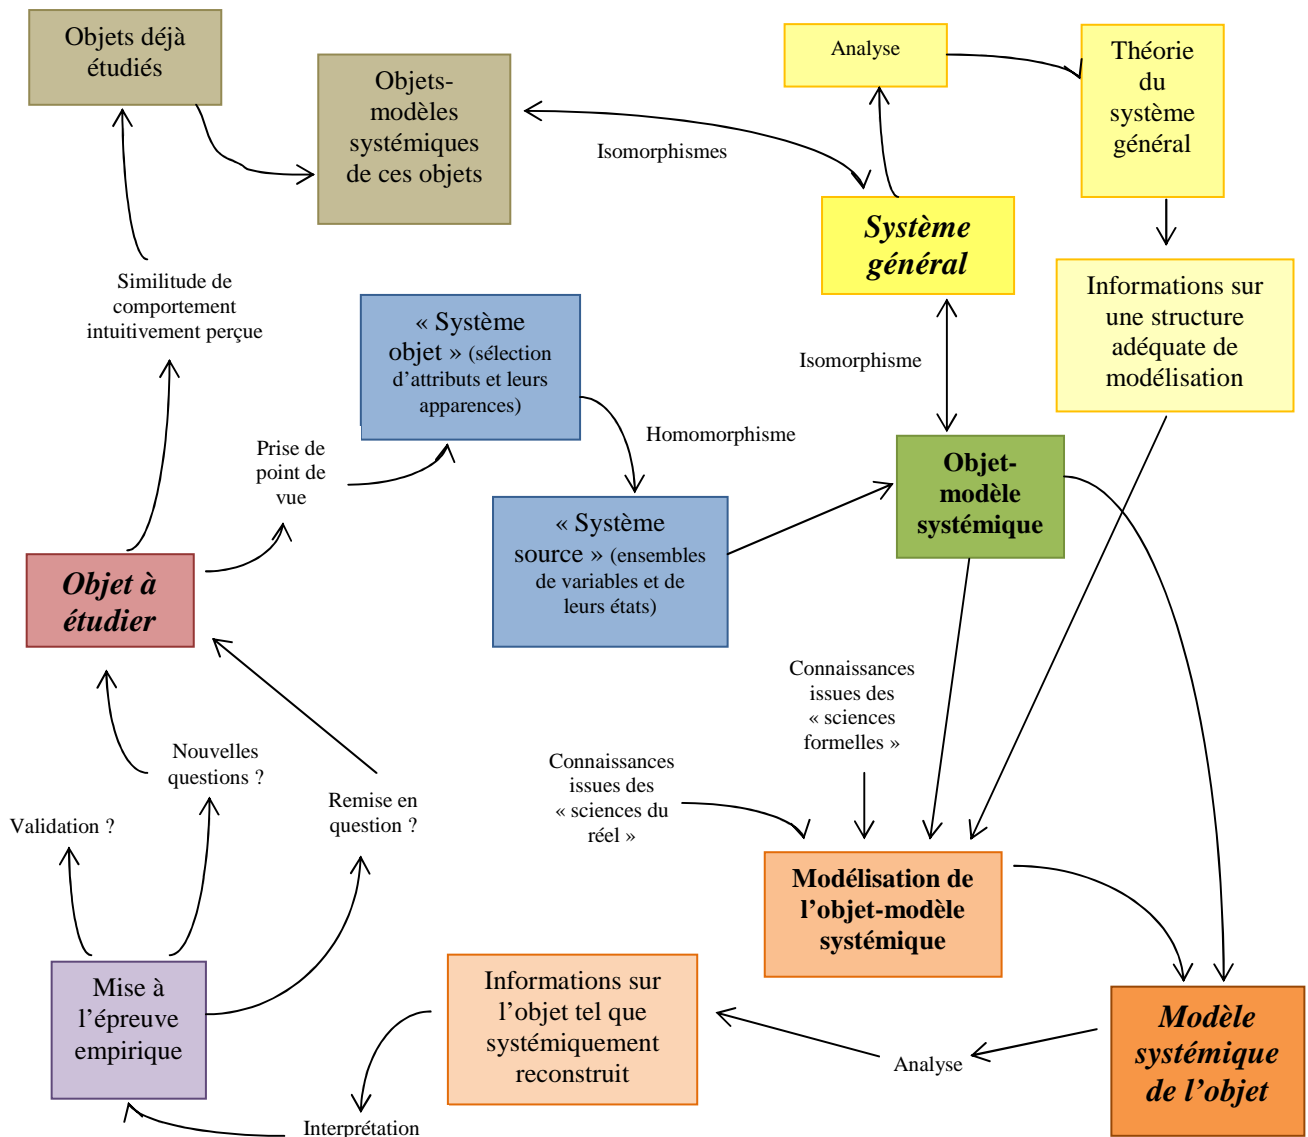 Objets déjà
étudiés
Objets-
modèles
systémiques
de ces objets
Isomorphismes
Analyse
Théorie
du
système
général
Système
général
Similitude de
comportement
intuitivement perçue
« Système
objet » (sélection
d’attributs et leurs
apparences)
Isomorphisme
Informations sur
une structure
adéquate de
modélisation
Prise de
point de
vue
Homomorphisme
« Système
source » (ensembles
de variables et de
leurs états)
Objet-
modèle
systémique
Objet à
étudier
Connaissances
issues des
« sciences
formelles »
Nouvelles
questions ?
Connaissances
issues des
« sciences du
réel »
Validation ?
Remise en
question ?
Modélisation de
l’objet-modèle
systémique
Mise à
l’épreuve
empirique
Informations sur
l’objet tel que
systémiquement
reconstruit
Analyse
Modèle
systémique
de l’objet
Interprétation